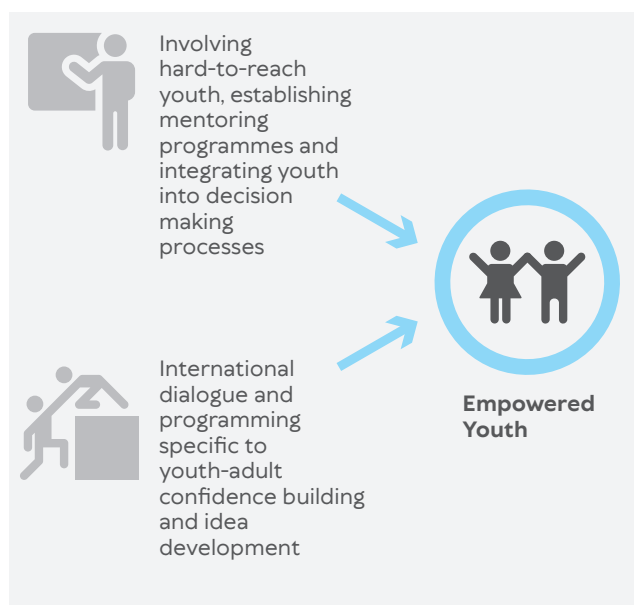 Involving
hard-to-reach
youth, establishing
mentoring
programmes and
integrating youth
into decision
making
processes
International
dialogue and
programming
specific to
youth-adult
confidence building
and idea
development
Empowered
Youth